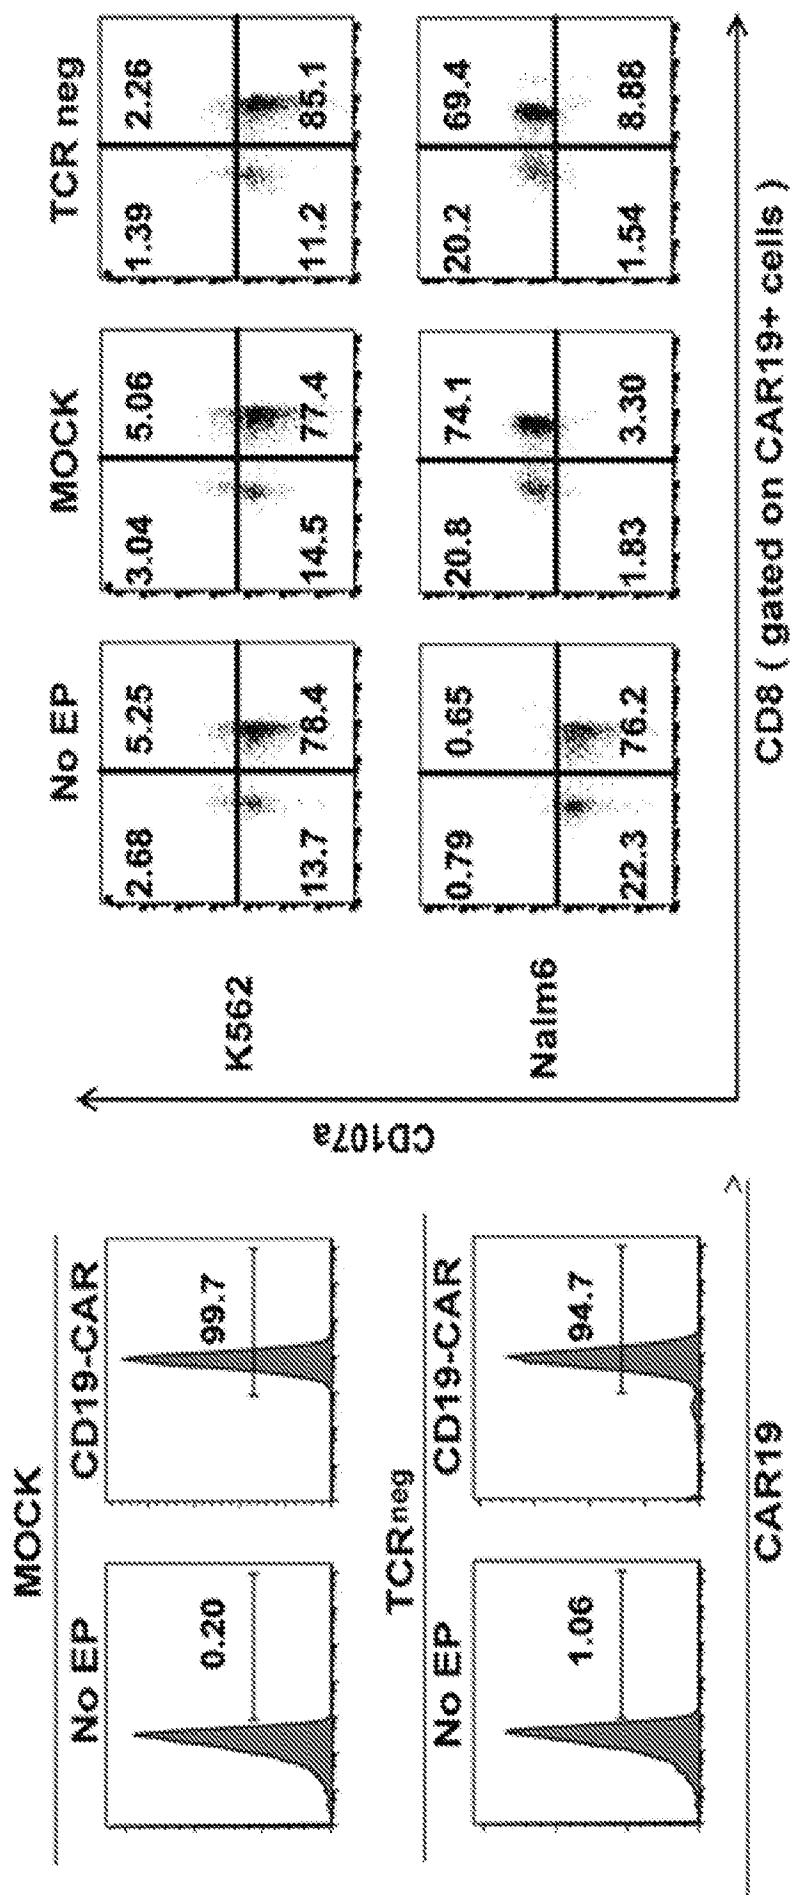 MOCK
No EP
CD19-CAR
0.20
99.7
TCRneg
No EP
CD19-CAR
1.06
94.7
CAR19
CD107a
No EP
MOCK
TCR neg
K562
2.68
5.25
13.7
78.4
3.04
5.06
14.5
77.4
1.39
2.26
11.2
85.1
Nalm6
0.79
0.65
22.3
76.2
20.8
74.1
1.83
3.30
20.2
69.4
1.54
8.88
CD8 ( gated on CAR19+ cells )